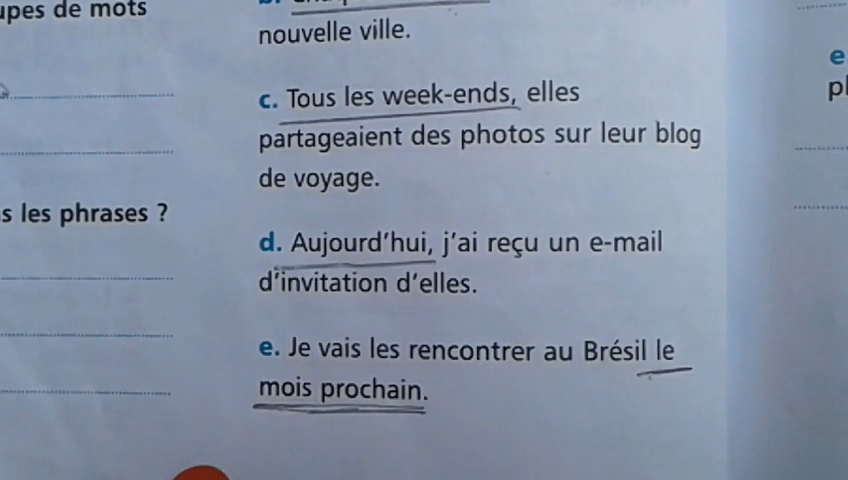 upes de mots
s les phrases ?
nouvelle ville.
c. Tous les week-ends, elles
partageaient des photos sur leur blog
de voyage.
d. Aujourd'hui, j'ai reçu un e-mail
d'invitation d'elles.
e. Je vais les rencontrer au Brésil le
mois prochain.
e
pl